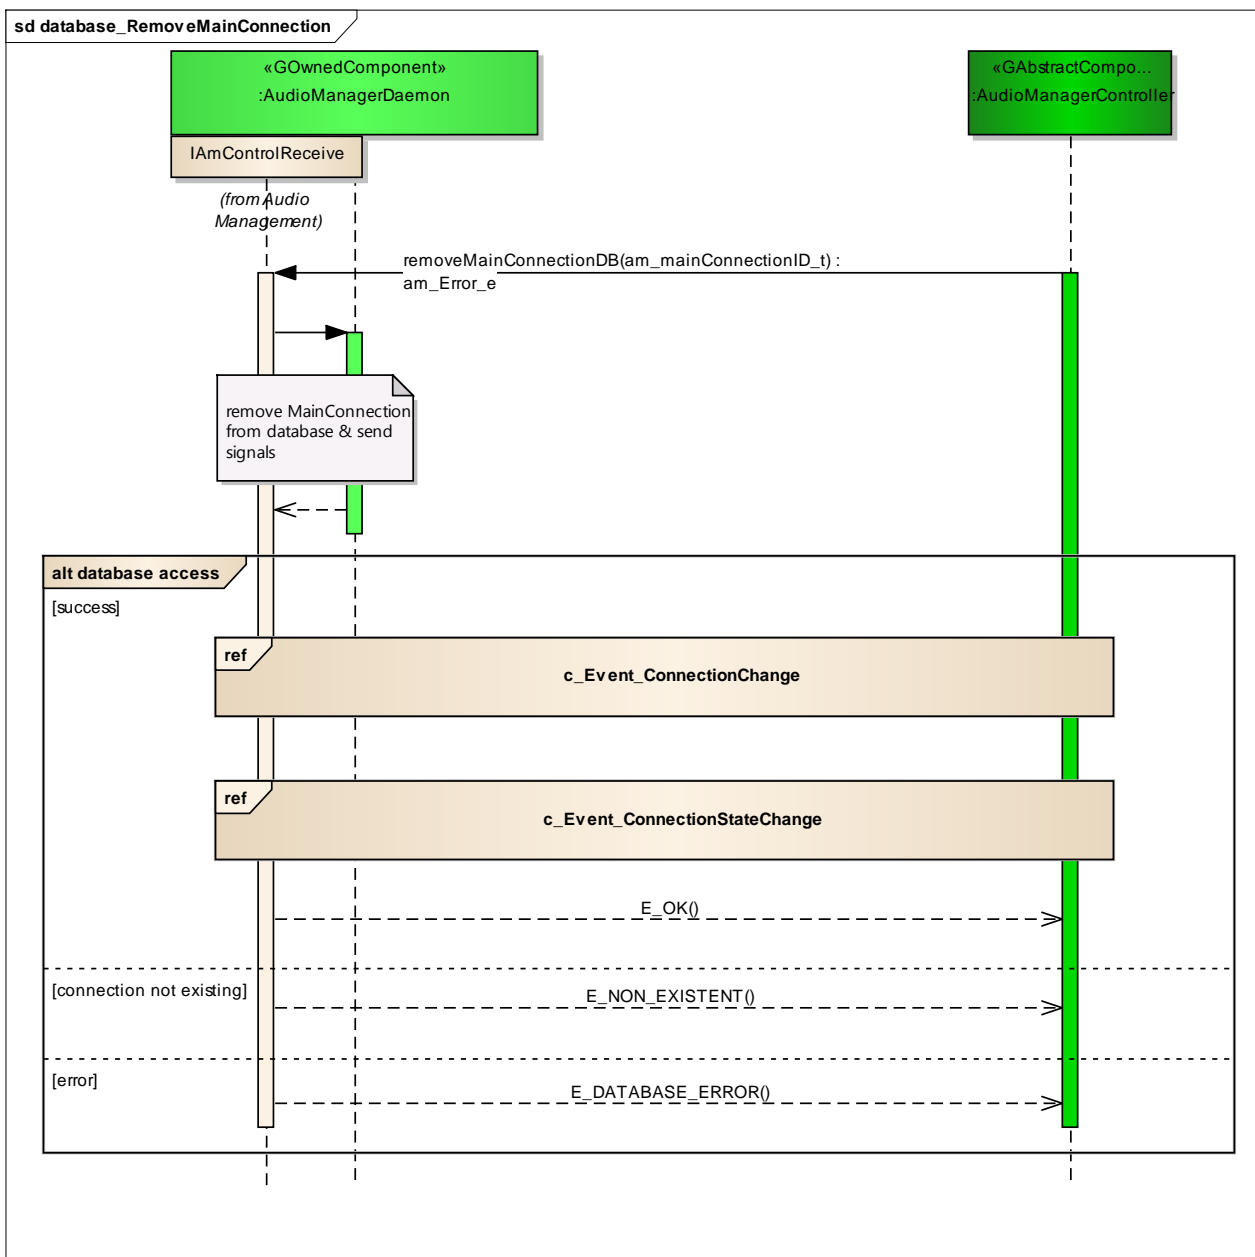 sd database_RemoveMainConnection
«GOwnedComponent»
:AudioManagerDaemon
«GAbstractCompo...
:AudioManagerController
IAmControlReceive
(from Audio
Management)
removeMainConnectionDB(am_mainConnectionID_t) :
am_Error_e
remove MainConnection
from database & send
signals
alt database access
[success]
ref
c_Event_ConnectionChange
ref
c_Event_ConnectionStateChange
E_OK()
[connection not existing]
E_NON_EXISTENT()
[error]
E_DATABASE_ERROR()